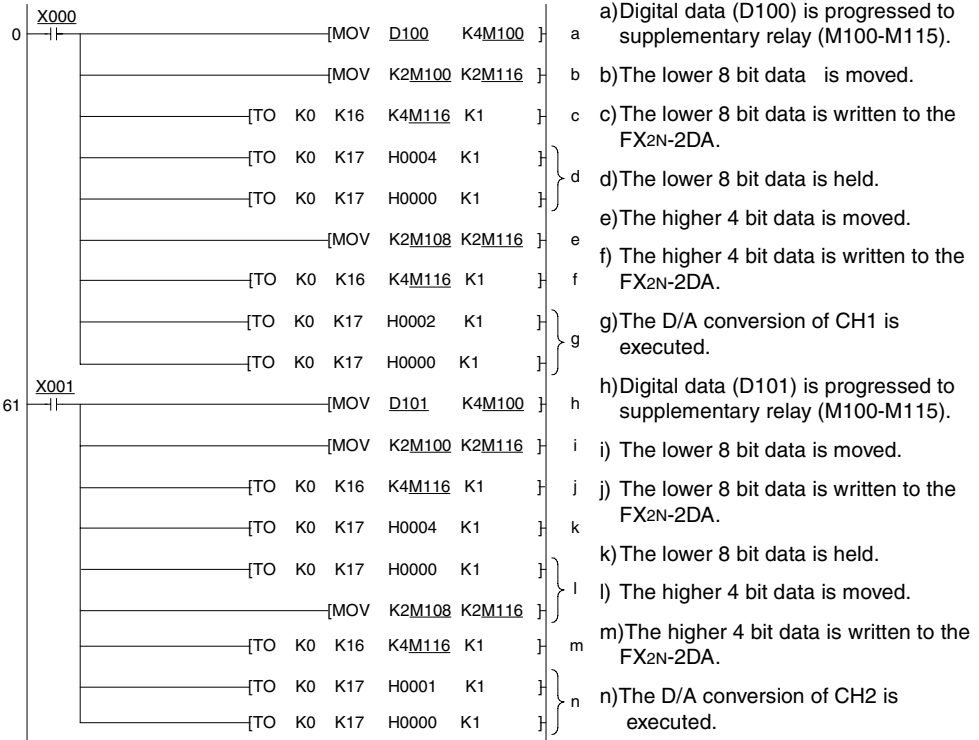 X000
0 [MOV D100 K4M100 ] a
[MOV K2M100 K2M116 ] b
[TO K0 K16 K4M116 K1 ] c
[TO K0 K17 H0004 K1 ] d
[TO K0 K17 H0000 K1 ]
[MOV K2M108 K2M116 ] e
[TO K0 K16 K4M116 K1 ] f
[TO K0 K17 H0002 K1 ] g
[TO K0 K17 H0000 K1 ]
X001
61 [MOV D101 K4M100 ] h
[MOV K2M100 K2M116 ] i
[TO K0 K16 K4M116 K1 ] j
[TO K0 K17 H0004 K1 ] k
[TO K0 K17 H0000 K1 ] l
[MOV K2M108 K2M116 ]
[TO K0 K16 K4M116 K1 ] m
[TO K0 K17 H0001 K1 ] n
[TO K0 K17 H0000 K1 ]
a)Digital data (D100) is progressed to
supplementary relay (M100-M115).
b)The lower 8 bit data is moved.
c)The lower 8 bit data is written to the
FX2N-2DA.
d)The lower 8 bit data is held.
e)The higher 4 bit data is moved.
f) The higher 4 bit data is written to the
FX2N-2DA.
g)The D/A conversion of CH1 is
executed.
h)Digital data (D101) is progressed to
supplementary relay (M100-M115).
i) The lower 8 bit data is moved.
j) The lower 8 bit data is written to the
FX2N-2DA.
k)The lower 8 bit data is held.
l) The higher 4 bit data is moved.
m)The higher 4 bit data is written to the
FX2N-2DA.
n)The D/A conversion of CH2 is
executed.